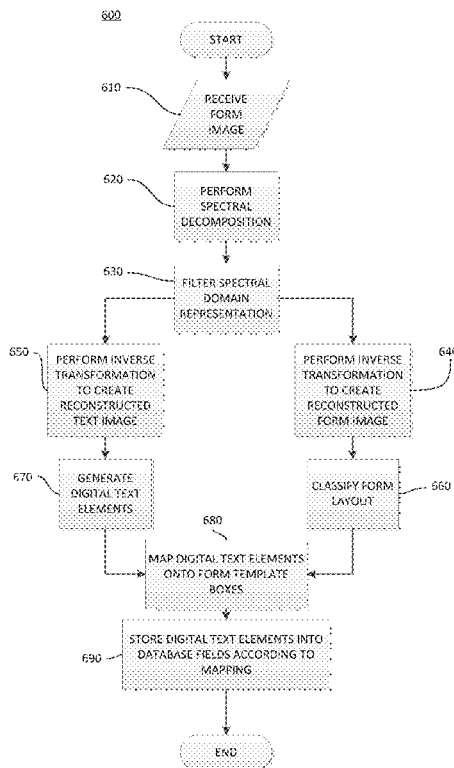 600
START
610
RECEIVE
FORM
IMAGE
620
PERFORM
SPECTRAL
DECOMPOSITION
630
FILTER SPECTRAL
DOMAIN
REPRESENTATION
650
PERFORM INVERSE
TRANSFORMATION
TO CREATE
RECONSTRUCTED
TEXT IMAGE
640
PERFORM INVERSE
TRANSFORMATION
TO CREATE
RECONSTRUCTED
FORM IMAGE
670
GENERATE
DIGITAL TEXT
ELEMENTS
660
CLASSIFY FORM
LAYOUT
680
MAP DIGITAL TEXT ELEMENTS
ONTO FORM TEMPLATE
BOXES
690
STORE DIGITAL TEXT ELEMENTS INTO
DATABASE FIELDS ACCORDING TO
MAPPING
END